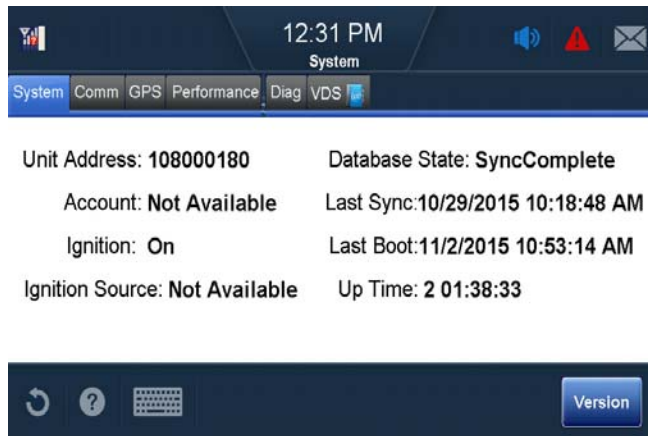 12:31 PM
System
System Comm GPS Performance Diag VDS
Unit Address: 108000180
Database State: SyncComplete
Account: Not Available
Last Sync:10/29/2015 10:18:48 AM
Ignition: On
Last Boot:11/2/2015 10:53:14 AM
Ignition Source: Not Available
Up Time: 2 01:38:33
?
Version